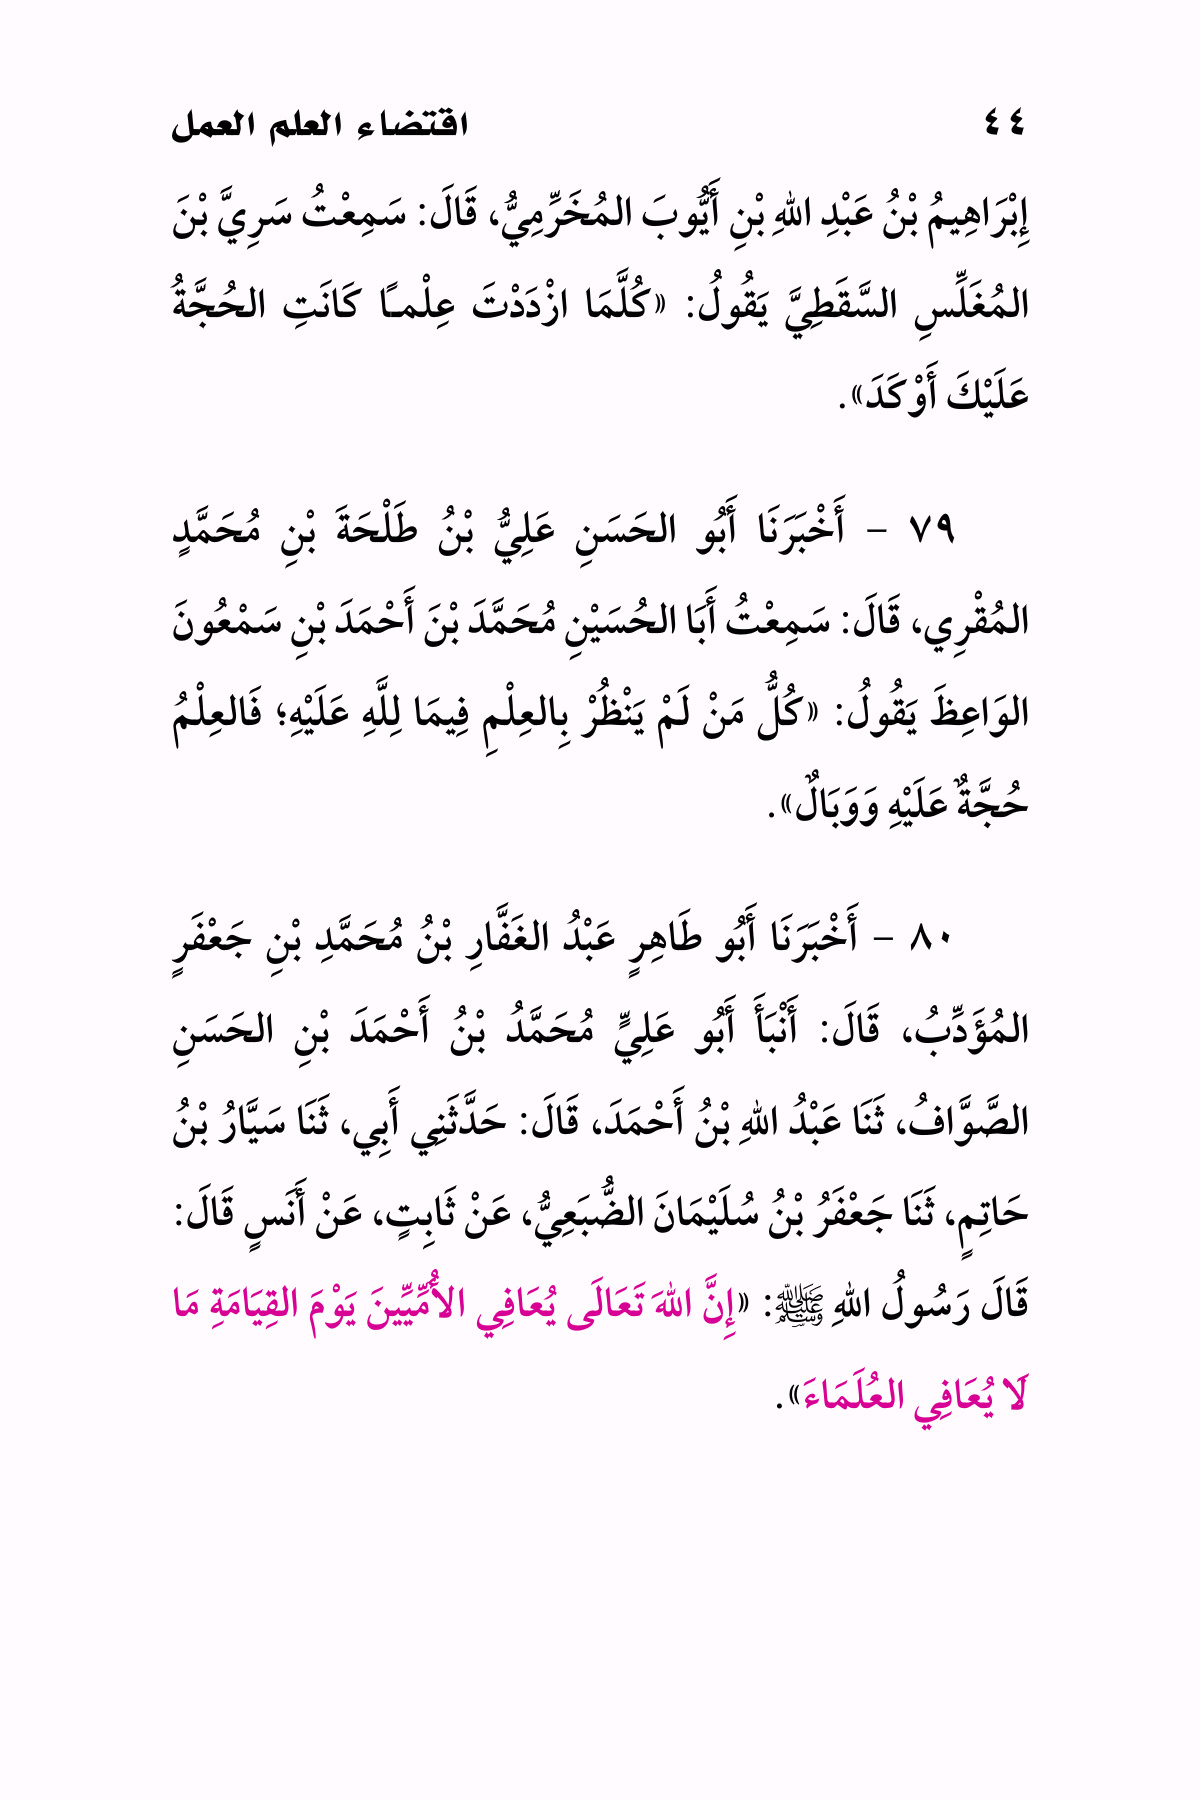 ٤٤ اقتضاء العلم العمل
إِبْرَاهِيمُ بْنُ عَبْدِ اللهِ بْنِ أَيُّوبَ المُخَرِّمِيُّ، قَالَ: سَمِعْتُ سَرِيَّ بْنَ
المُغَلِّسِ السَّقَطِيَّ يَقُولُ: «كُلَّمَا ازْدَدْتَ عِلْمـًا كَانَتِ الحُجَّةُ
عَلَيْكَ أَوْكَدَ».
٧٩ – أَخْبَرَنَا أَبُو الحَسَنِ عَلِيُّ بْنُ طَلْحَةَ بْنِ مُحَمَّدٍ
المُقْرِي، قَالَ: سَمِعْتُ أَبَا الحُسَيْنِ مُحَمَّدَ بْنَ أَحْمَدَ بْنِ سَمْعُونَ
الوَاعِظَ يَقُولُ: «كُلُّ مَنْ لَمْ يَنْظُرْ بِالعِلْمِ فِيمَا لِلَّهِ عَلَيْهِ؛ فَالعِلْمُ
حُجَّةٌ عَلَيْهِ وَوَبَالٌ».
٨٠ – أَخْبَرَنَا أَبُو طَاهِرٍ عَبْدُ الغَفَّارِ بْنُ مُحَمَّدِ بْنِ جَعْفَرٍ
المُؤَدِّبُ، قَالَ: أَنْبَأَ أَبُو عَلِيٍّ مُحَمَّدُ بْنُ أَحْمَدَ بْنِ الحَسَنِ
الصَّوَّافُ، ثَنَا عَبْدُ اللهِ بْنُ أَحْمَدَ، قَالَ: حَدَّثَنِي أَبِي، ثَنَا سَيَّارُ بْنُ
حَاتِمٍ، ثَنَا جَعْفَرُ بْنُ سُلَيْمَانَ الضُّبَعِيُّ، عَنْ ثَابِتٍ، عَنْ أَنَسٍ قَالَ:
قَالَ رَسُولُ اللهِ ﷺ: «إِنَّ اللهَ تَعَالَى يُعَافِي الأُمِّيِّينَ يَوْمَ القِيَامَةِ مَا
لَا يُعَافِي العُلَمَاءَ».